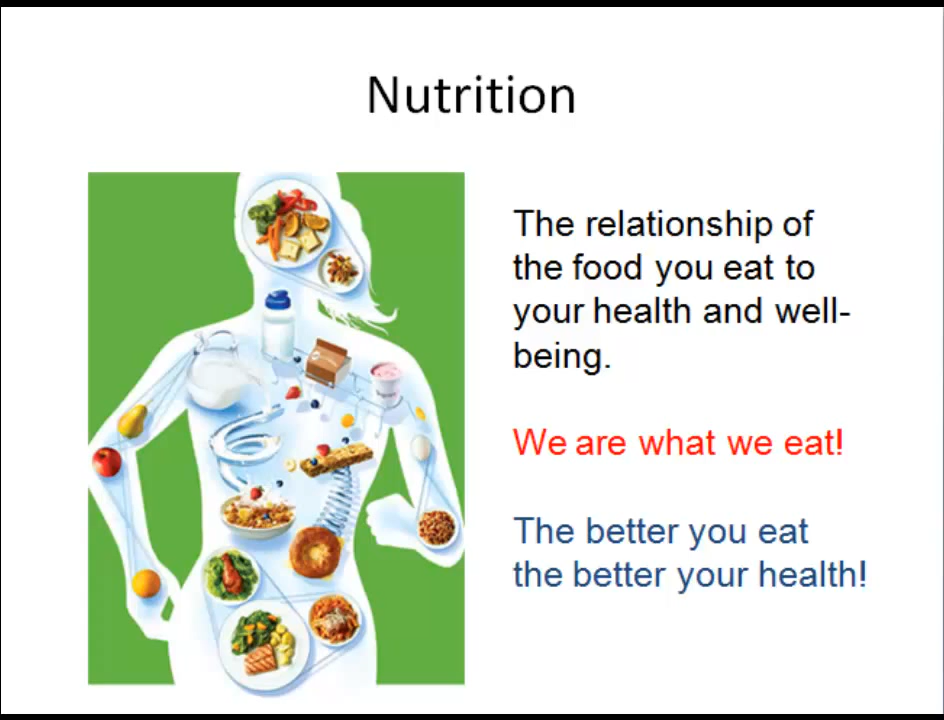 Nutrition
The relationship of
the food you eat to
your health and well-
being.
We are what we eat!
The better you eat
the better your health!